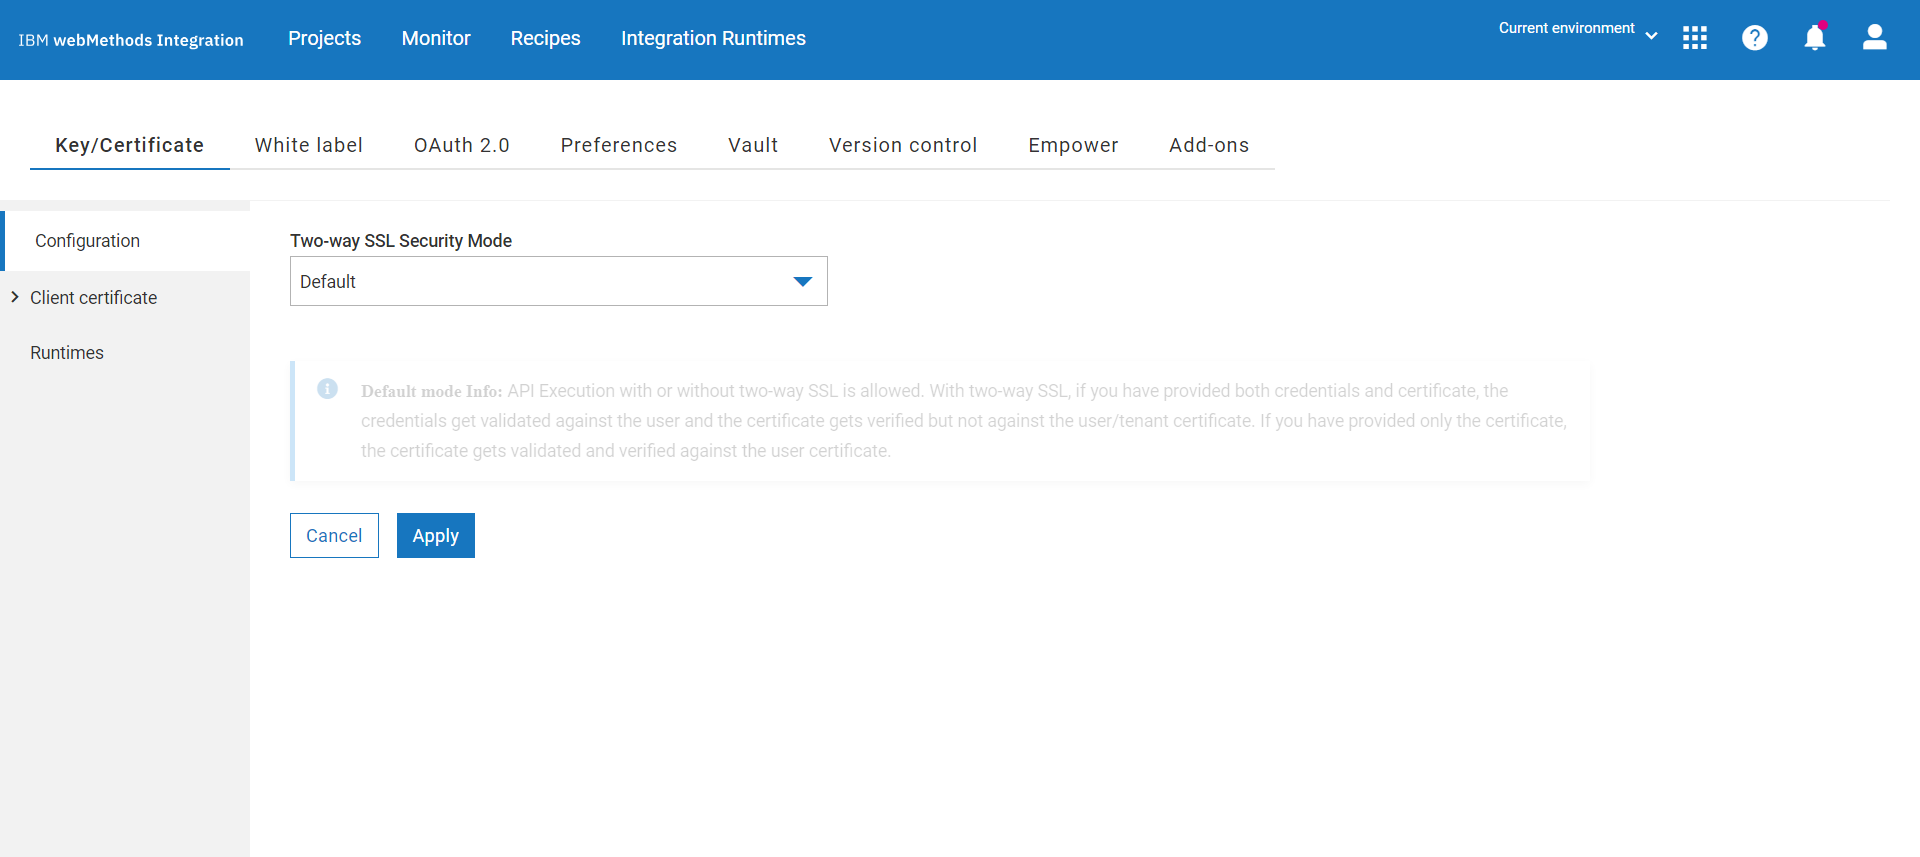 IBM webMethods Integration
Projects
Monitor
Recipes
Integration Runtimes
Current environment
Key/Certificate
White label
OAuth 2.0
Preferences
Vault
Version control
Empower
Add-ons
Configuration
Client certificate
Runtimes
Two-way SSL Security Mode
Default
Default mode Info: API Execution with or without two-way SSL is allowed. With two-way SSL, if you have provided both credentials and certificate, the
credentials get validated against the user and the certificate gets verified but not against the user/tenant certificate. If you have provided only the certificate,
the certificate gets validated and verified against the user certificate.
Cancel
Apply